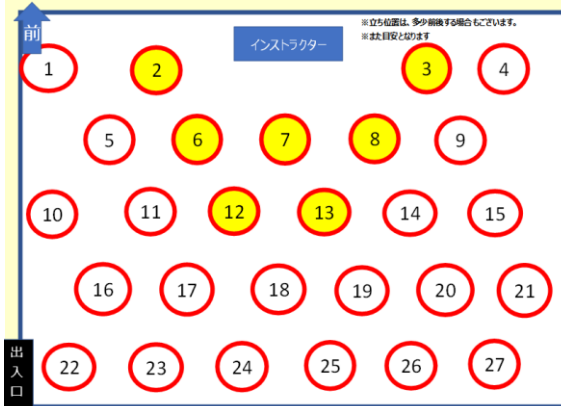 前
インストラクター
※立ち位置は、多少前後する場合もございます。
※また目安となります
1 2 3 4
5 6 7 8 9
10 11 12 13 14 15
16 17 18 19 20 21
22 23 24 25 26 27
出入口